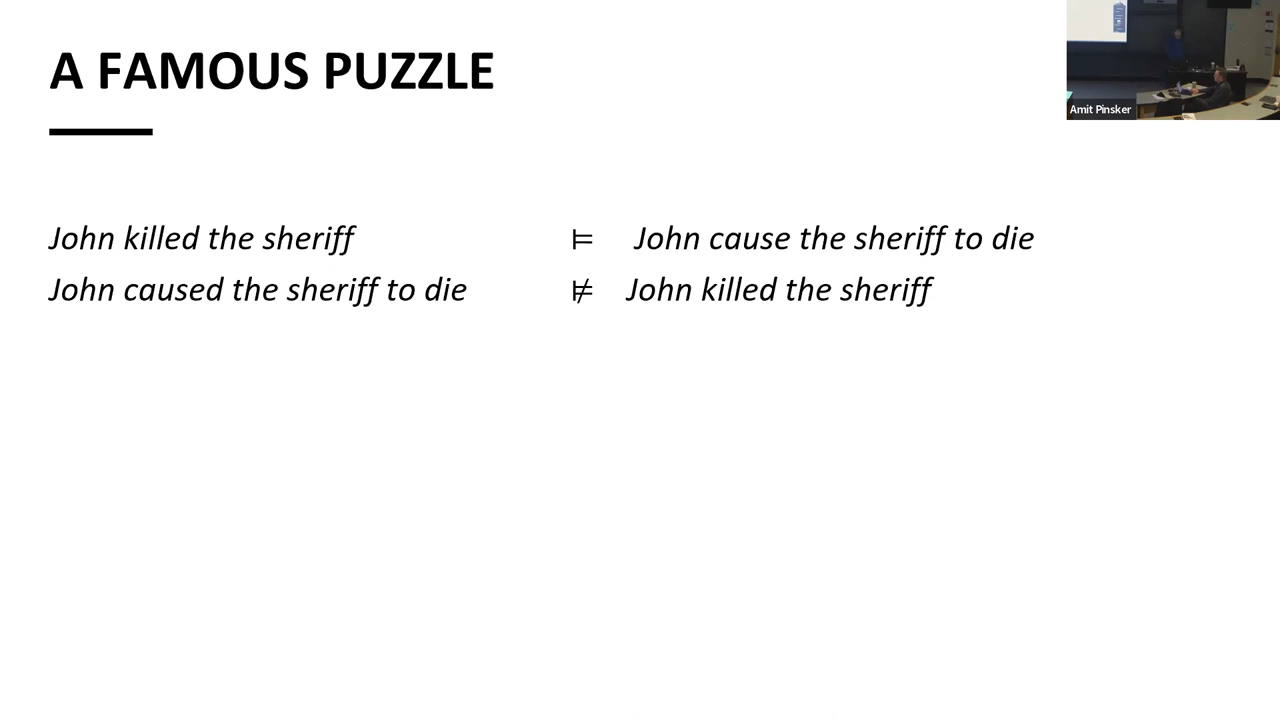 A FAMOUS PUZZLE
Amit Pinsker
John killed the sheriff ⊨ John cause the sheriff to die
John caused the sheriff to die ⊭ John killed the sheriff